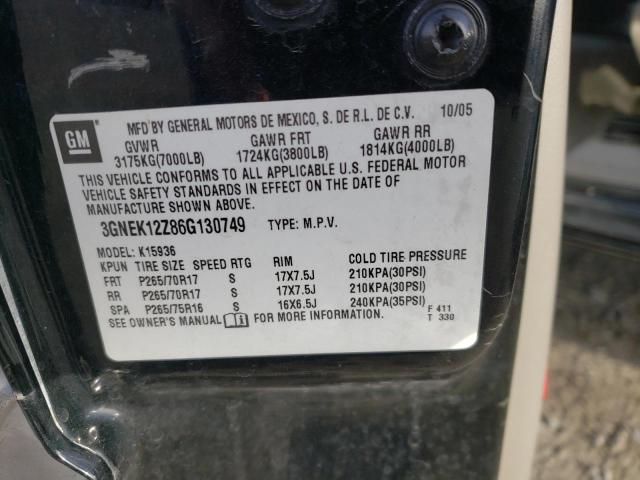 GM
MFD BY GENERAL MOTORS DE MEXICO, S. DE R.L. DE C.V. 10/05
GVWR GAWR FRT GAWR RR
3175KG(7000LB) 1724KG(3800LB) 1814KG(4000LB)
THIS VEHICLE CONFORMS TO ALL APPLICABLE U.S. FEDERAL MOTOR
VEHICLE SAFETY STANDARDS IN EFFECT ON THE DATE OF
MANUFACTURE SHOWN ABOVE.
3GNEK12Z86G130749 TYPE: M.P.V.
MODEL: K15936
KPUN TIRE SIZE SPEED RTG RIM COLD TIRE PRESSURE
FRT P265/70R17 S 17X7.5J 210KPA(30PSI)
RR P265/70R17 S 17X7.5J 210KPA(30PSI)
SPA P265/75R16 S 16X6.5J 240KPA(35PSI)
SEE OWNER'S MANUAL FOR MORE INFORMATION.
F 411
T 330